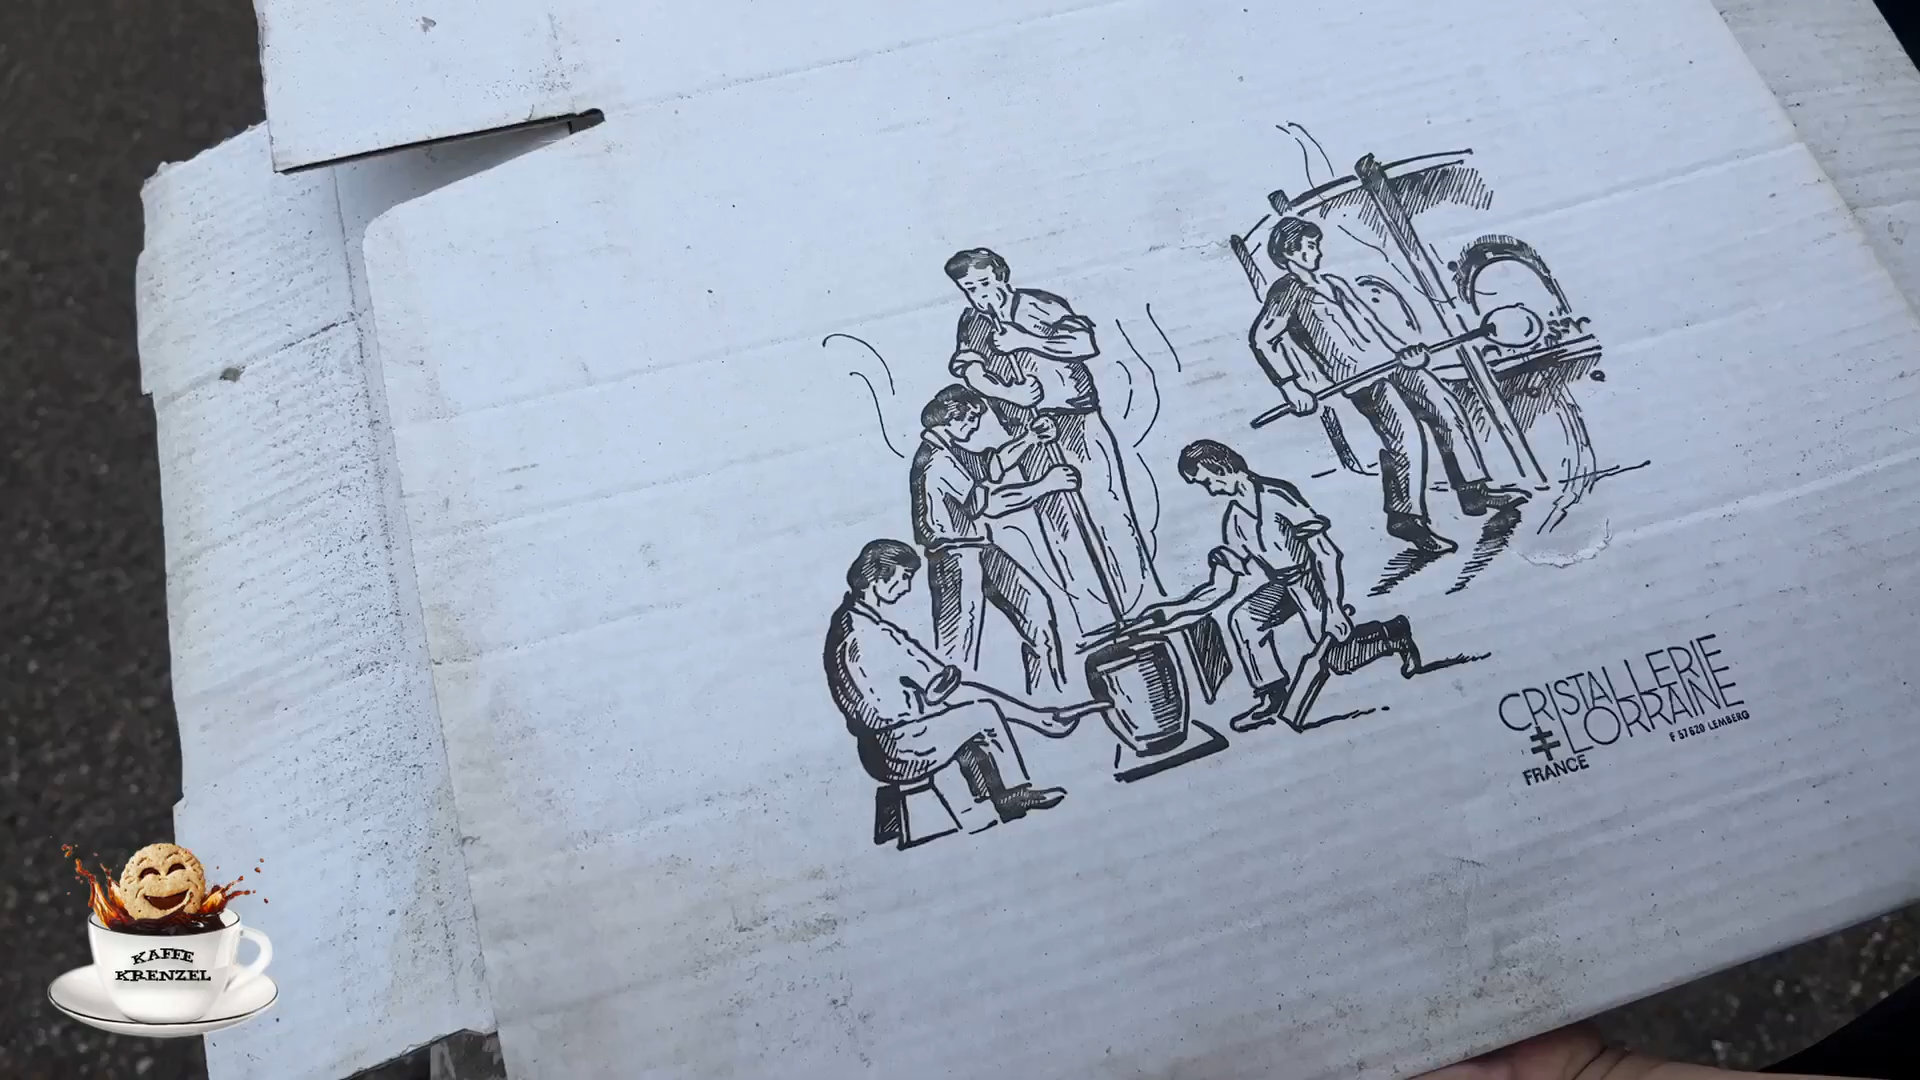 CRISTALLERIE
LORRAINE
F 57620 LEMBERG
FRANCE
KAFFE
KRENZEL